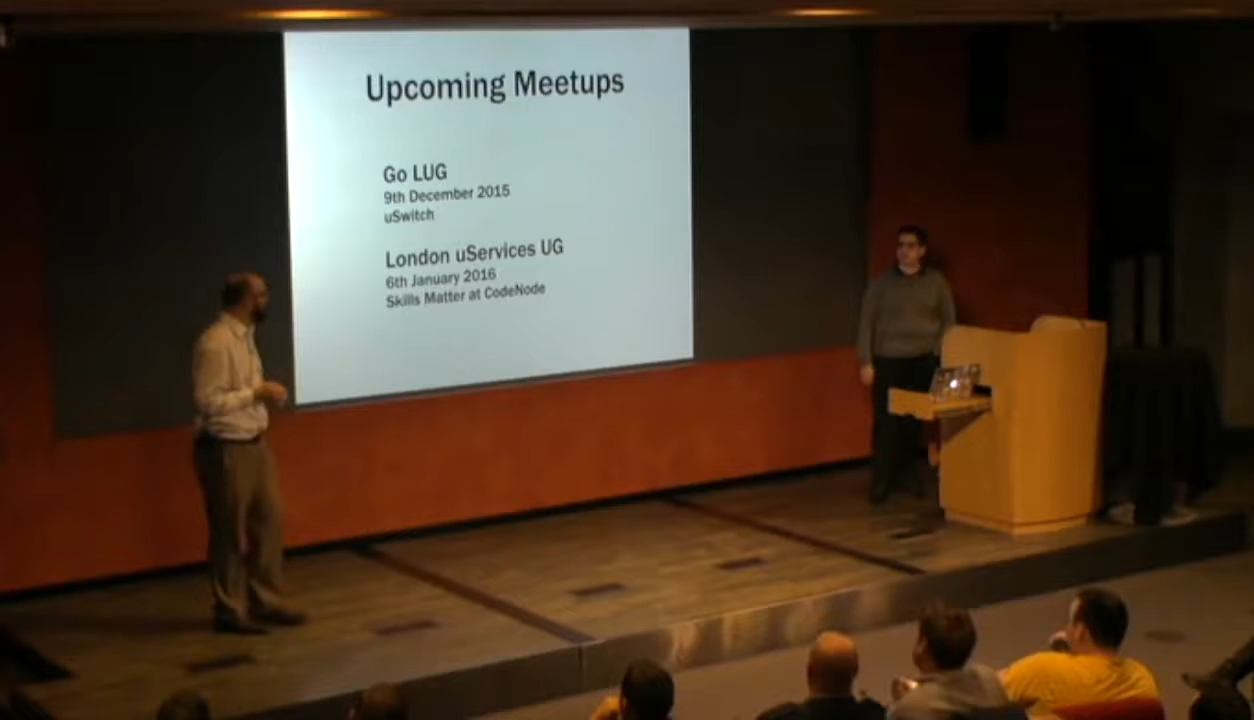 Upcoming Meetups
Go LUG
9th December 2015
uSwitch
London uServices UG
6th January 2016
Skills Matter at CodeNode